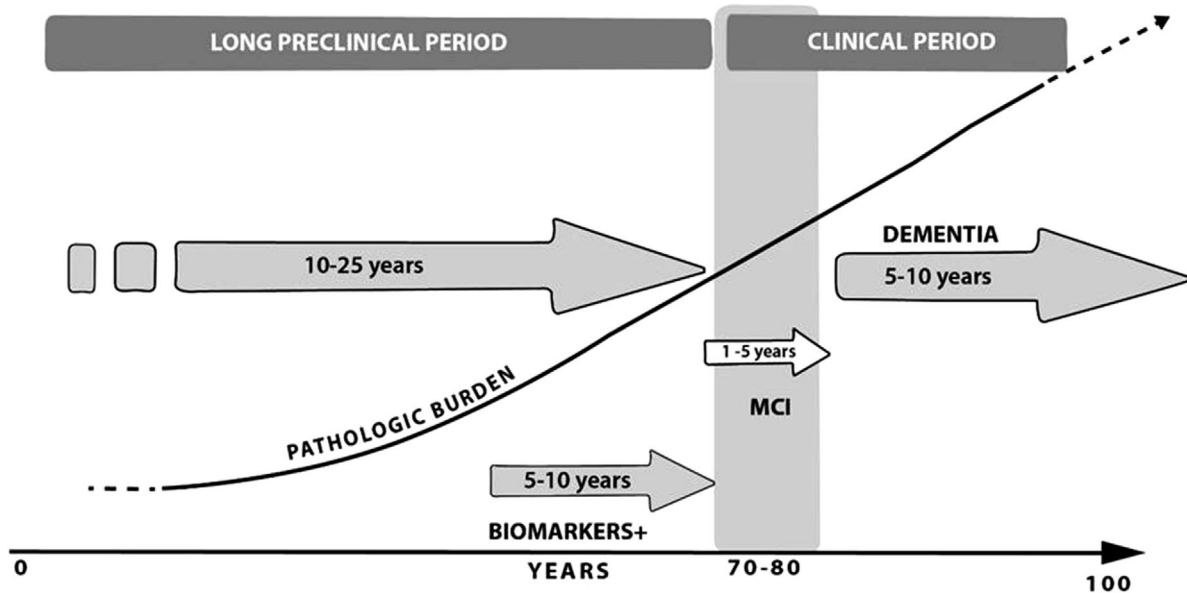 LONG PRECLINICAL PERIOD
CLINICAL PERIOD
10-25 years
DEMENTIA
5-10 years
1 -5 years
MCI
PATHOLOGIC BURDEN
5-10 years
BIOMARKERS+
0
YEARS
70-80
100